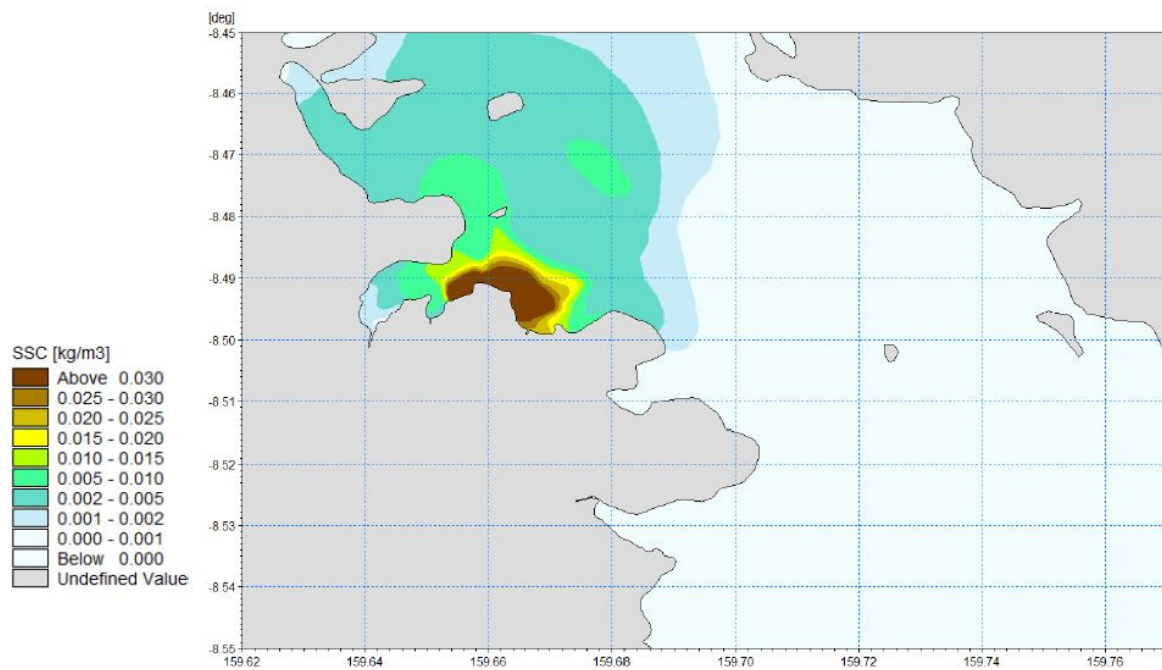 [deg]
-8.45
-8.46
-8.47
-8.48
-8.49
-8.50
-8.51
-8.52
-8.53
-8.54
-8.55
159.62 159.64 159.66 159.68 159.70 159.72 159.74 159.76
SSC [kg/m3]
Above 0.030
0.025 - 0.030
0.020 - 0.025
0.015 - 0.020
0.010 - 0.015
0.005 - 0.010
0.002 - 0.005
0.001 - 0.002
0.000 - 0.001
Below 0.000
Undefined Value